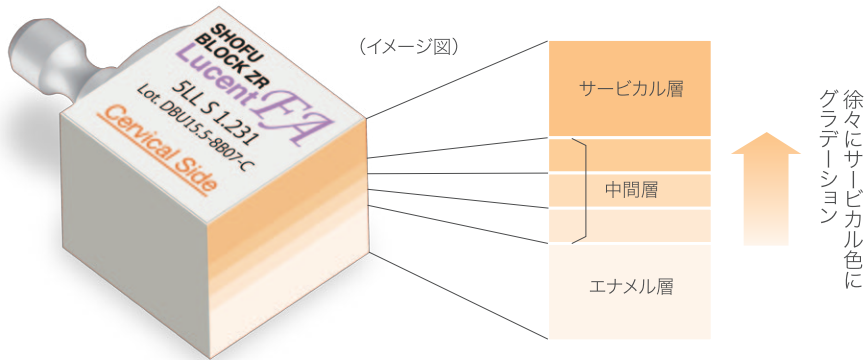 SHOFU
BLOCK ZR
Lucent FA
5LL S 1.231
Lot. DBU15.5-8B07-C
Cervical Side
（イメージ図）
サービカル層
中間層
エナメル層
徐々にサービカル色に
グラデーション